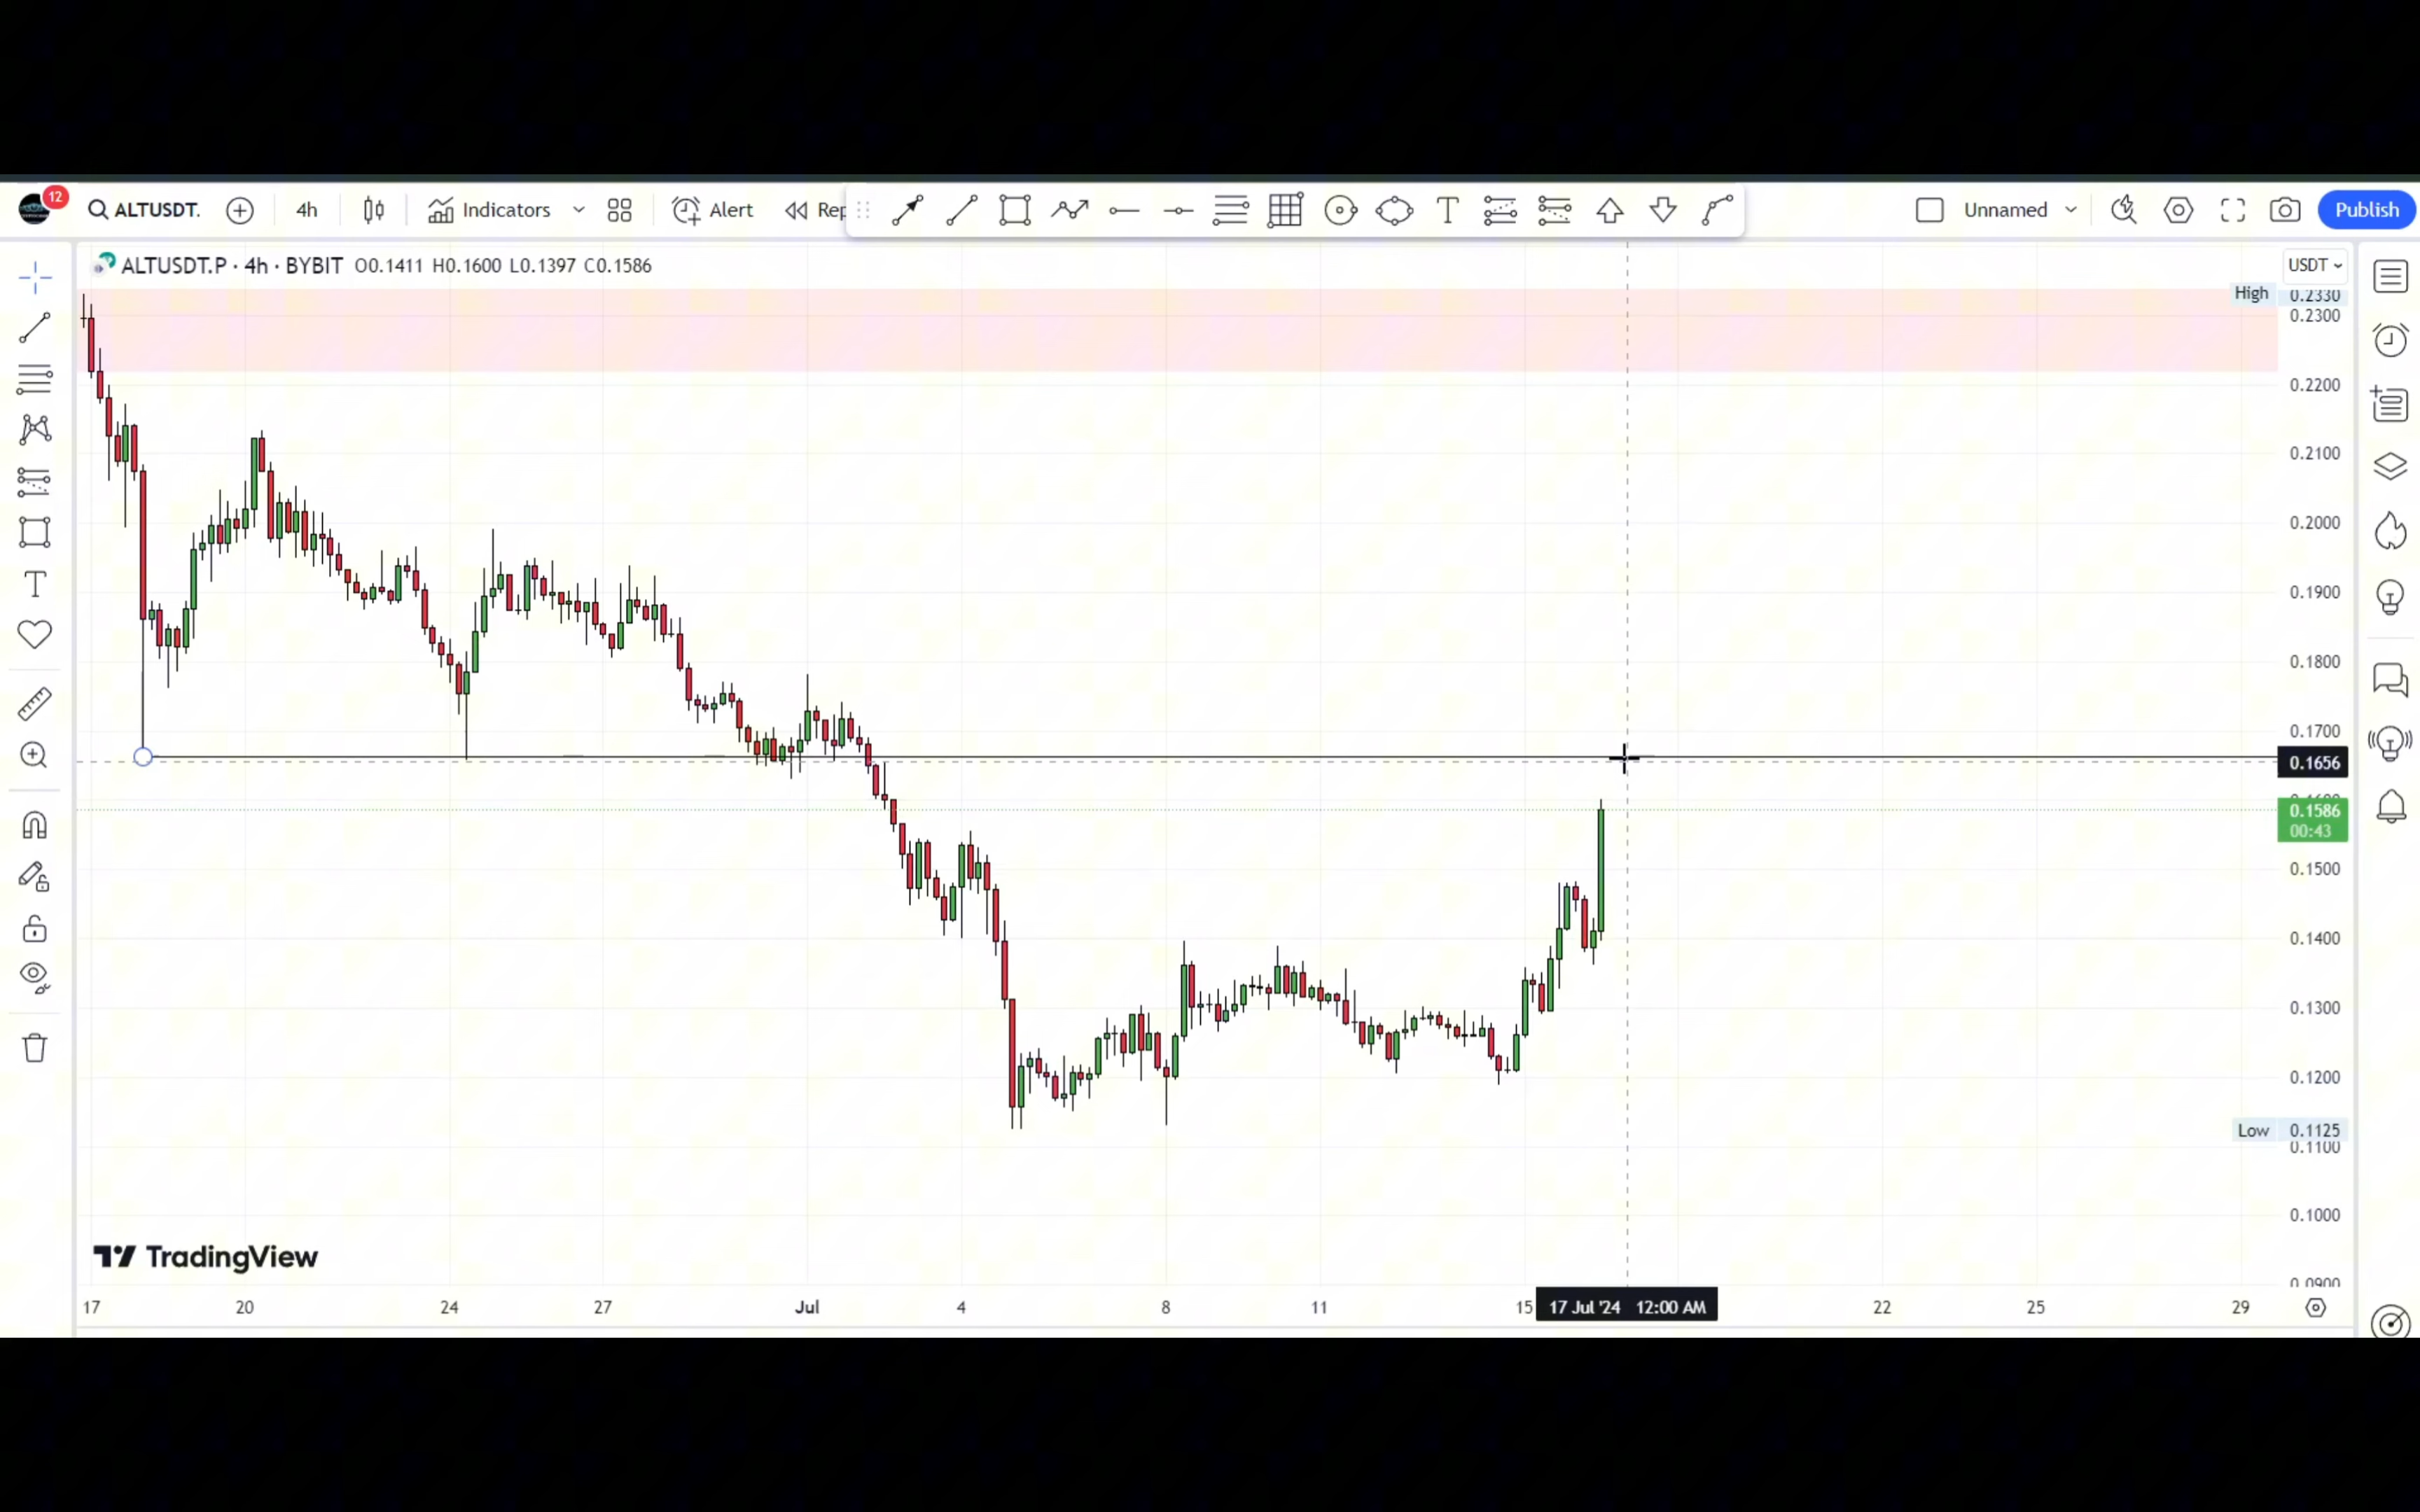 12
ALTUSDT. 4h Indicators Alert Rep Unnamed Publish
ALTUSDT.P · 4h · BYBIT O0.1411 H0.1600 L0.1397 C0.1586
USDT
High 0.2330
0.2300
0.2200
0.2100
0.2000
0.1900
0.1800
0.1700
0.1656
0.1586
00:43
0.1500
0.1400
0.1300
0.1200
Low 0.1125
0.1100
0.1000
0.0900
TradingView
17 20 24 27 Jul 4 8 11 15 17 Jul '24 12:00 AM 22 25 29